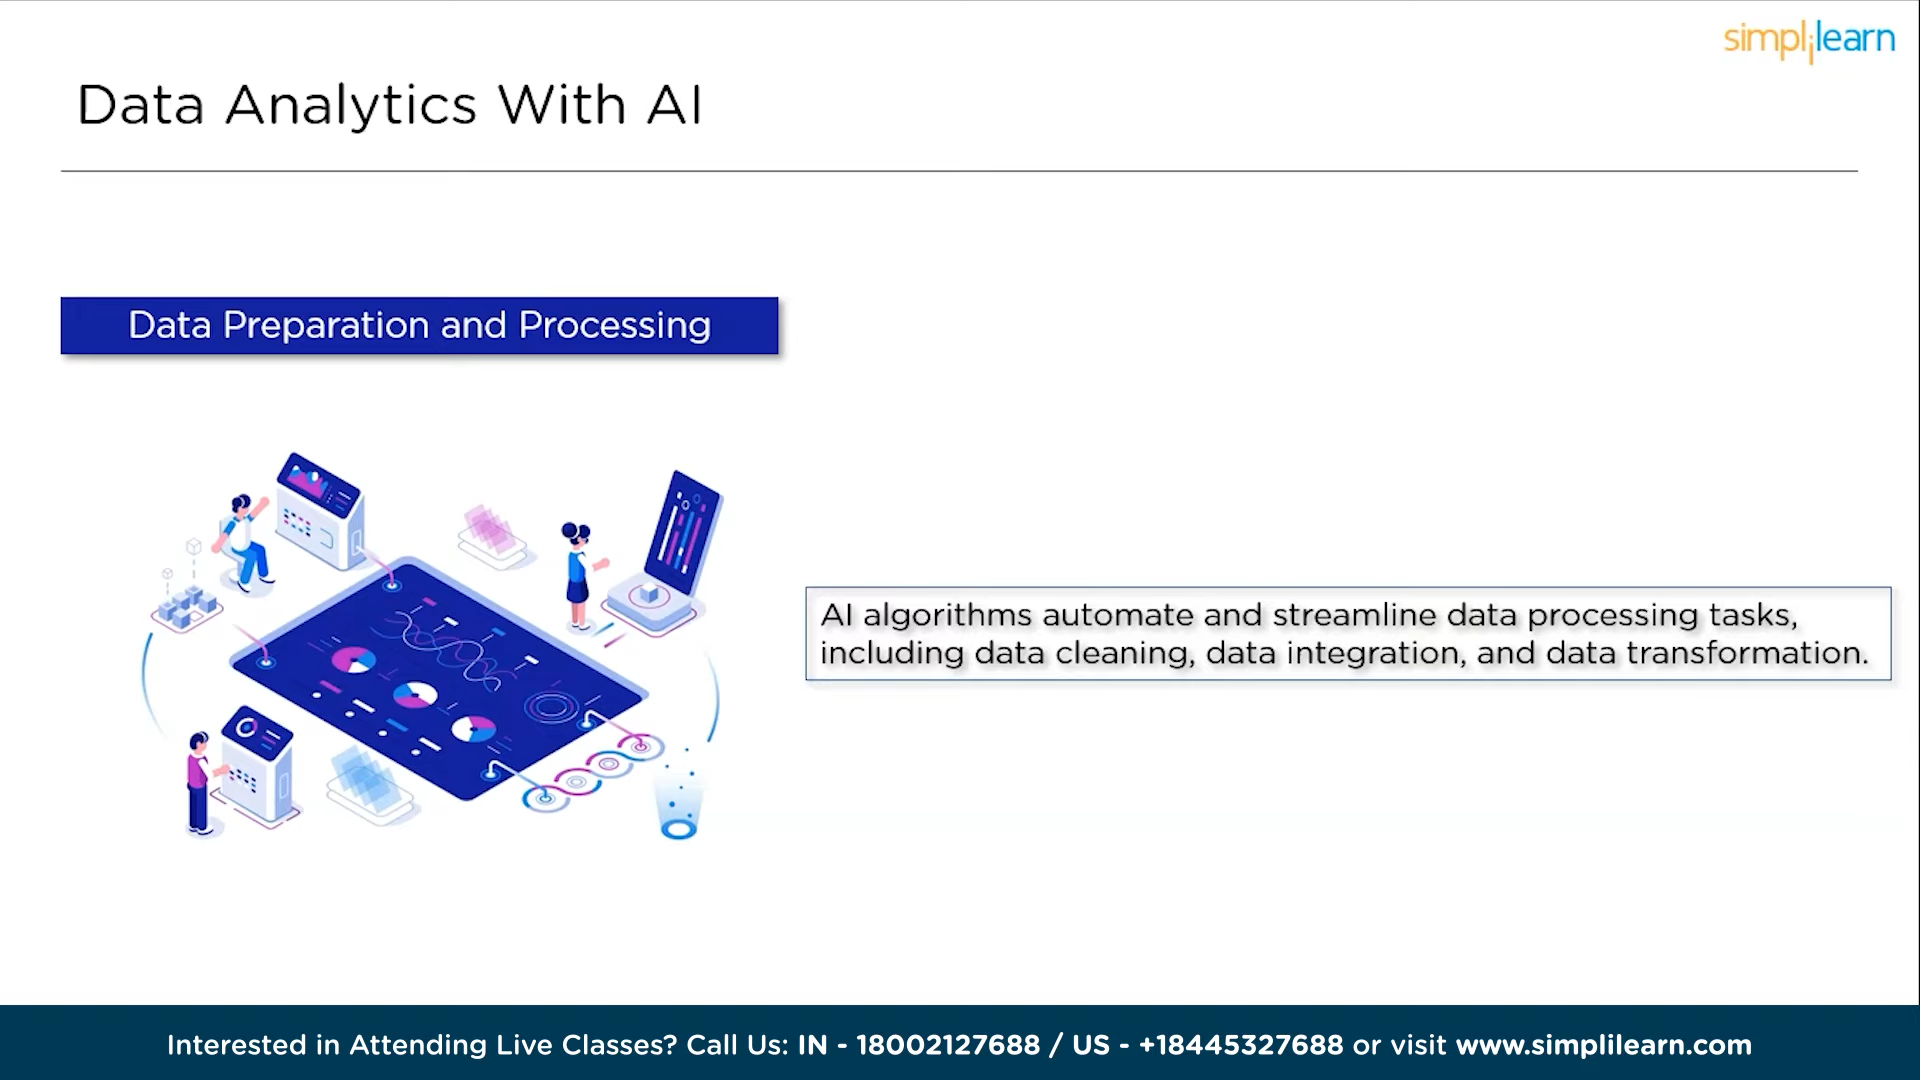 simplilearn
Data Analytics With AI
Data Preparation and Processing
AI algorithms automate and streamline data processing tasks,
including data cleaning, data integration, and data transformation.
Interested in Attending Live Classes? Call Us: IN - 18002127688 / US - +18445327688 or visit www.simplilearn.com